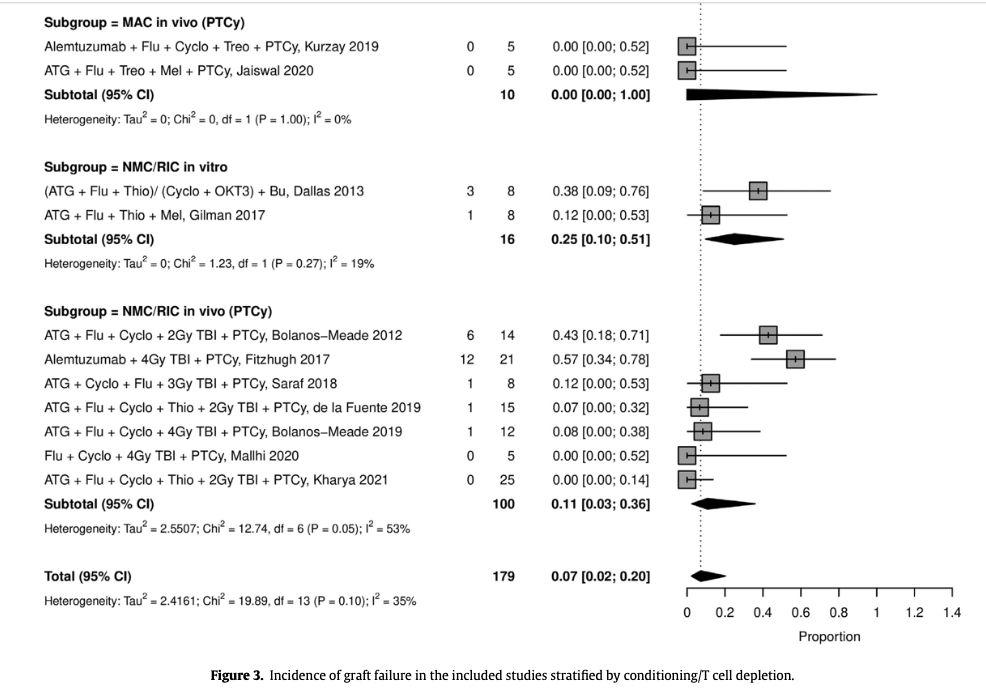 Subgroup = MAC in vivo (PTCy)
Alemtuzumab + Flu + Cyclo + Treo + PTCy, Kurzay 2019 0 5 0.00 [0.00; 0.52]
ATG + Flu + Treo + Mel + PTCy, Jaiswal 2020 0 5 0.00 [0.00; 0.52]
Subtotal (95% CI) 10 0.00 [0.00; 1.00]
Heterogeneity: Tau² = 0; Chi² = 0, df = 1 (P = 1.00); I² = 0%
Subgroup = NMC/RIC in vitro
(ATG + Flu + Thio)/ (Cyclo + OKT3) + Bu, Dallas 2013 3 8 0.38 [0.09; 0.76]
ATG + Flu + Thio + Mel, Gilman 2017 1 8 0.12 [0.00; 0.53]
Subtotal (95% CI) 16 0.25 [0.10; 0.51]
Heterogeneity: Tau² = 0; Chi² = 1.23, df = 1 (P = 0.27); I² = 19%
Subgroup = NMC/RIC in vivo (PTCy)
ATG + Flu + Cyclo + 2Gy TBI + PTCy, Bolanos−Meade 2012 6 14 0.43 [0.18; 0.71]
Alemtuzumab + 4Gy TBI + PTCy, Fitzhugh 2017 12 21 0.57 [0.34; 0.78]
ATG + Cyclo + Flu + 3Gy TBI + PTCy, Saraf 2018 1 8 0.12 [0.00; 0.53]
ATG + Flu + Cyclo + Thio + 2Gy TBI + PTCy, de la Fuente 2019 1 15 0.07 [0.00; 0.32]
ATG + Flu + Cyclo + 4Gy TBI + PTCy, Bolanos−Meade 2019 1 12 0.08 [0.00; 0.38]
Flu + Cyclo + 4Gy TBI + PTCy, Mallhi 2020 0 5 0.00 [0.00; 0.52]
ATG + Flu + Cyclo + Thio + 2Gy TBI + PTCy, Kharya 2021 0 25 0.00 [0.00; 0.14]
Subtotal (95% CI) 100 0.11 [0.03; 0.36]
Heterogeneity: Tau² = 2.5507; Chi² = 12.74, df = 6 (P = 0.05); I² = 53%
Total (95% CI) 179 0.07 [0.02; 0.20]
Heterogeneity: Tau² = 2.4161; Chi² = 19.89, df = 13 (P = 0.10); I² = 35%
0 0.2 0.4 0.6 0.8 1 1.2 1.4
Proportion
Figure 3. Incidence of graft failure in the included studies stratified by conditioning/T cell depletion.